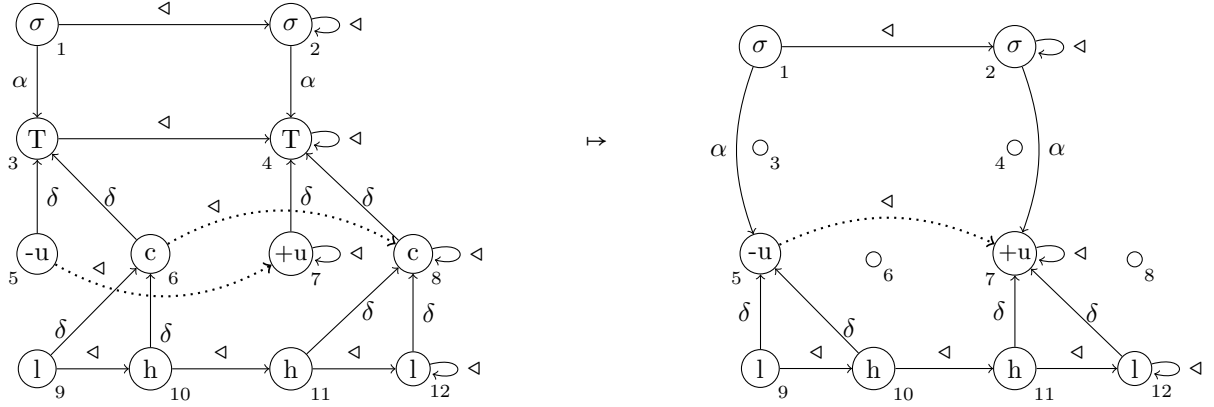 ◁ ◁
σ σ ◁ σ σ ◁
1 2 1 2
α α
◁
T T ◁ ↦ α α
3 4 3 4
δ δ δ δ
◁ ◁
◁
-u c +u ◁ c ◁ -u +u ◁
5 6 7 8 5 6 7 8
δ δ δ δ δ δ δ δ
◁ ◁ ◁ ◁ ◁ ◁
l h h l ◁ l h h l ◁
9 10 11 12 9 10 11 12